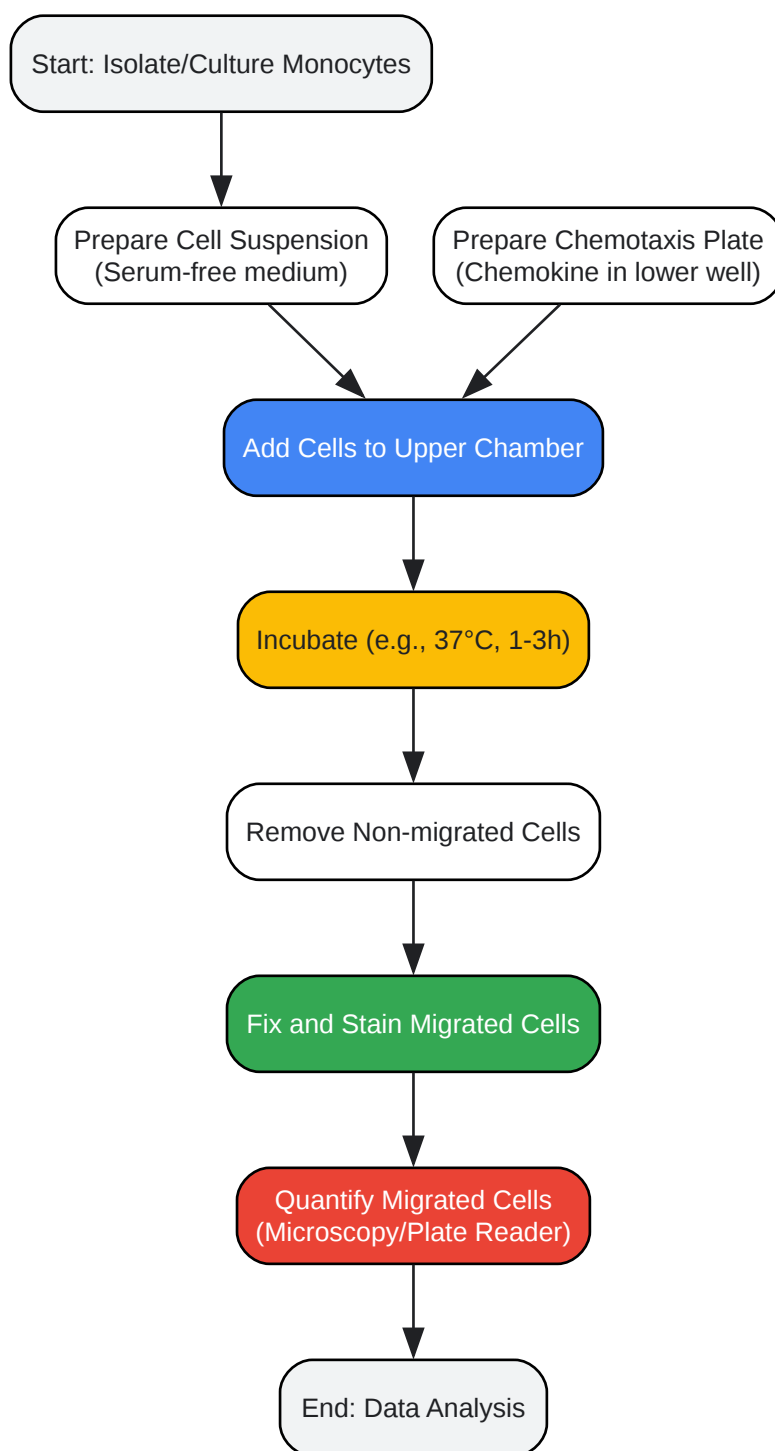 Start: Isolate/Culture Monocytes
Prepare Cell Suspension
(Serum-free medium)
Prepare Chemotaxis Plate
(Chemokine in lower well)
Add Cells to Upper Chamber
Incubate (e.g., 37°C, 1-3h)
Remove Non-migrated Cells
Fix and Stain Migrated Cells
Quantify Migrated Cells
(Microscopy/Plate Reader)
End: Data Analysis